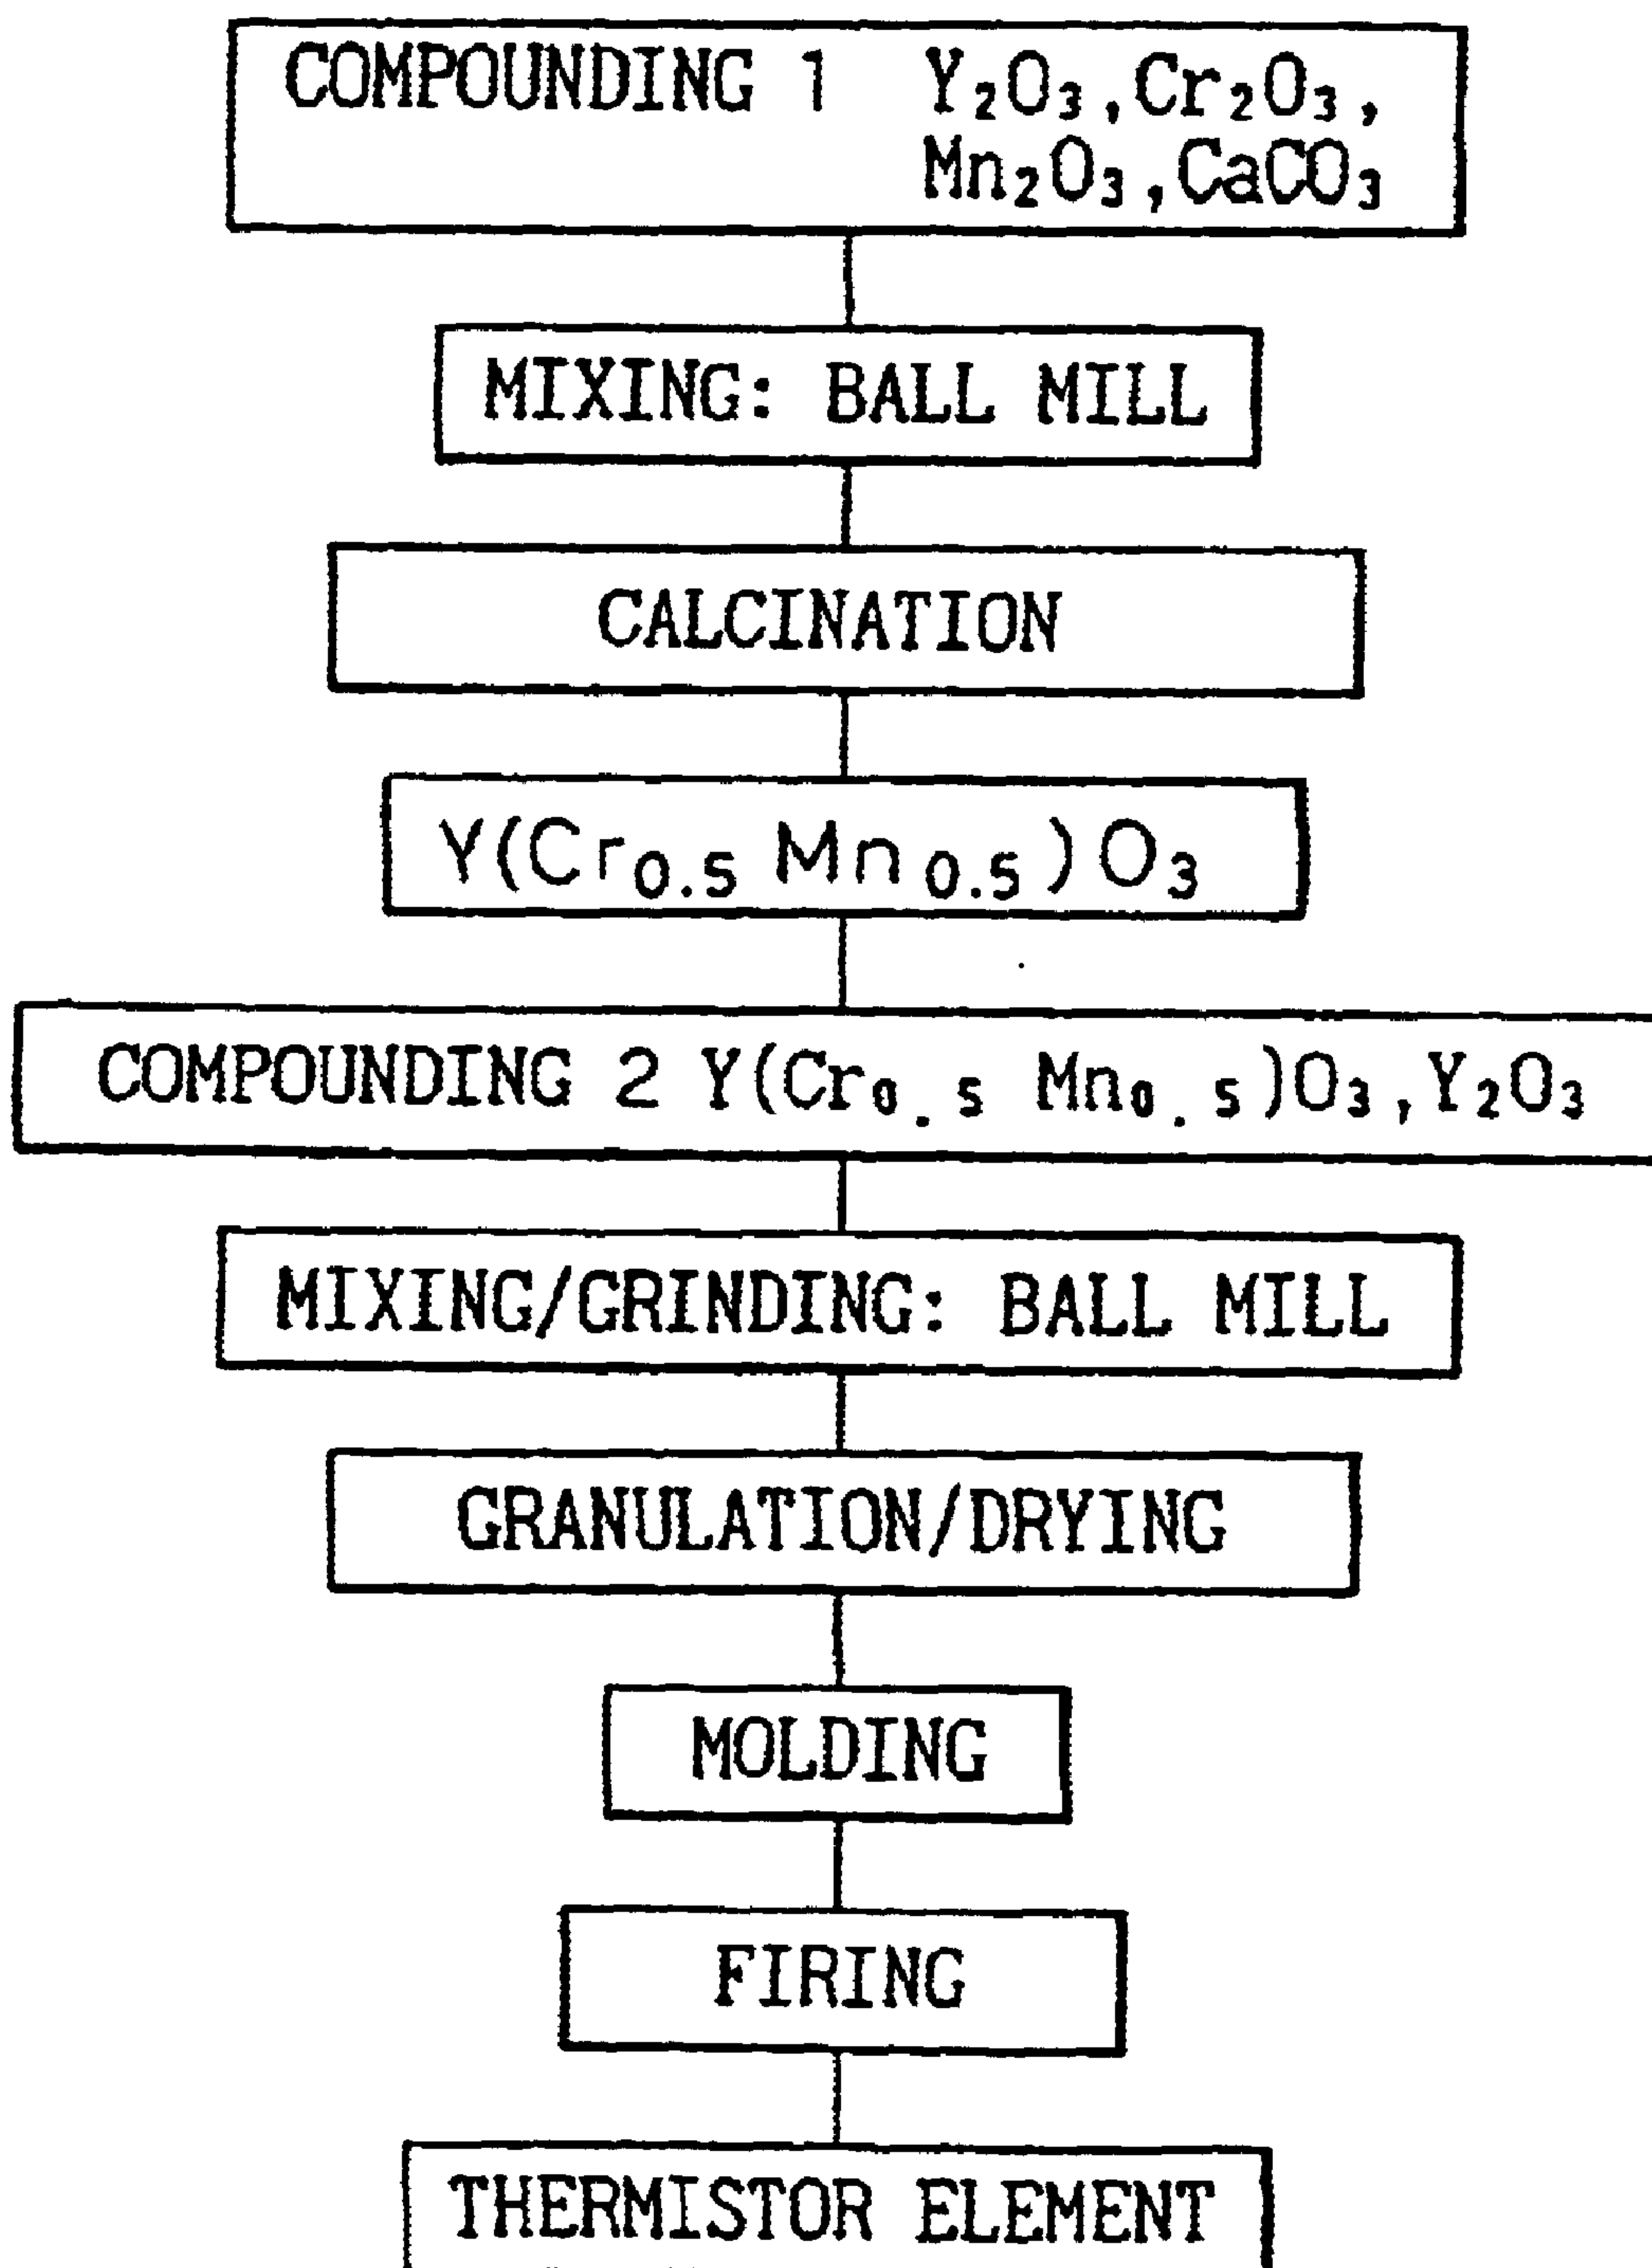 COMPOUNDING 1 Y₂O₃,Cr₂O₃,
Mn₂O₃,CaCO₃
MIXING: BALL MILL
CALCINATION
Y(Cr₀.₅ Mn₀.₅)O₃
COMPOUNDING 2 Y(Cr₀.₅ Mn₀.₅)O₃,Y₂O₃
MIXING/GRINDING: BALL MILL
GRANULATION/DRYING
MOLDING
FIRING
THERMISTOR ELEMENT